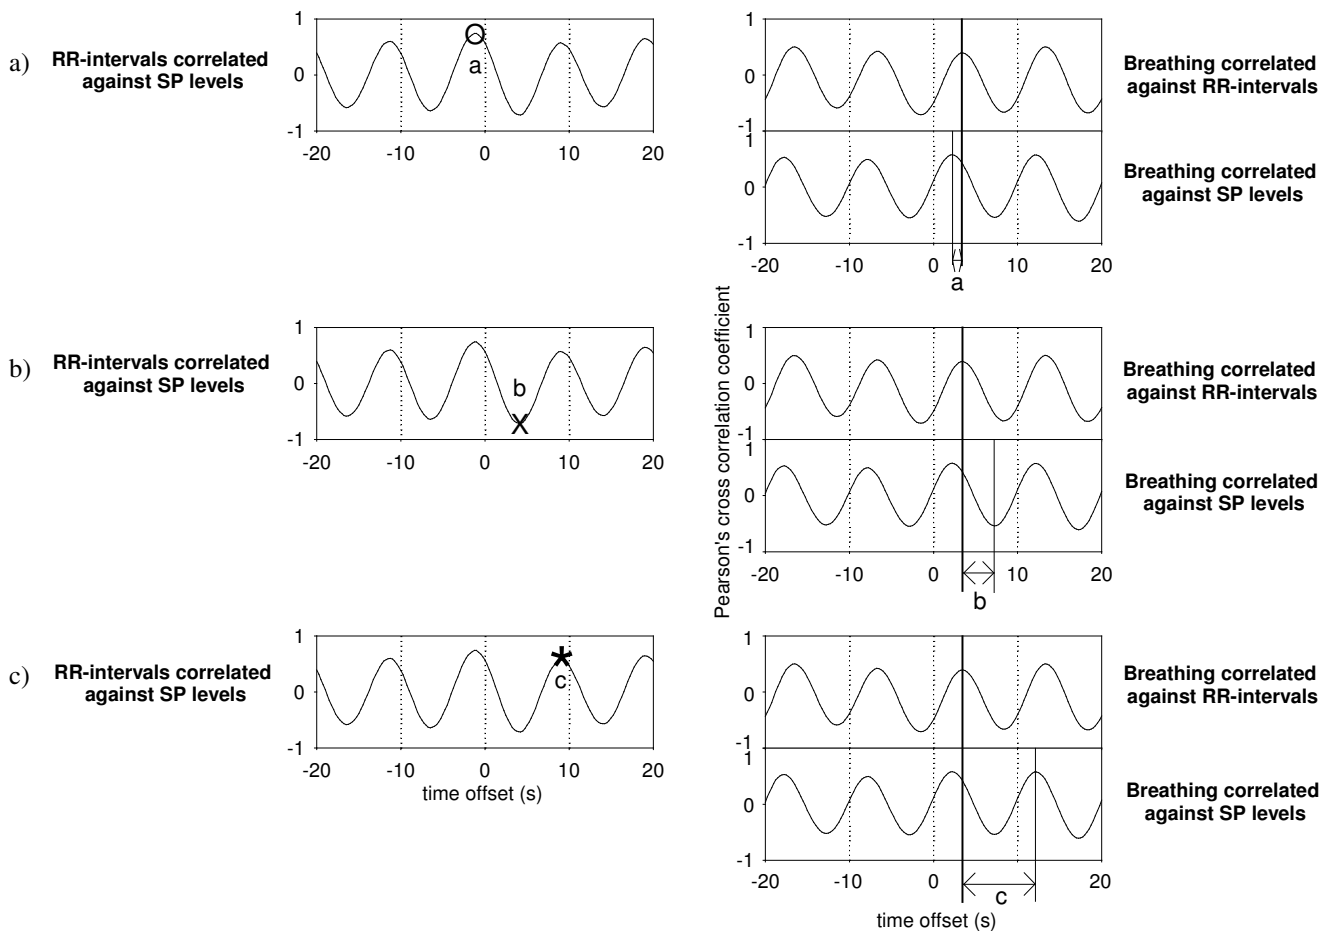 a)
RR-intervals correlated
against SP levels
1
0
-1
-20 -10 0 10 20
a
1
0
-1
1
0
-1
-20 -10 0 10 20
a
Breathing correlated
against RR-intervals
Breathing correlated
against SP levels
b)
RR-intervals correlated
against SP levels
1
0
-1
-20 -10 0 10 20
b
X
1
0
-1
1
0
-1
-20 -10 0 10 20
b
Breathing correlated
against RR-intervals
Breathing correlated
against SP levels
Pearson's cross correlation coefficient
c)
RR-intervals correlated
against SP levels
1
0
-1
-20 -10 0 10 20
*
c
time offset (s)
1
0
-1
1
0
-1
-20 -10 0 10 20
c
time offset (s)
Breathing correlated
against RR-intervals
Breathing correlated
against SP levels